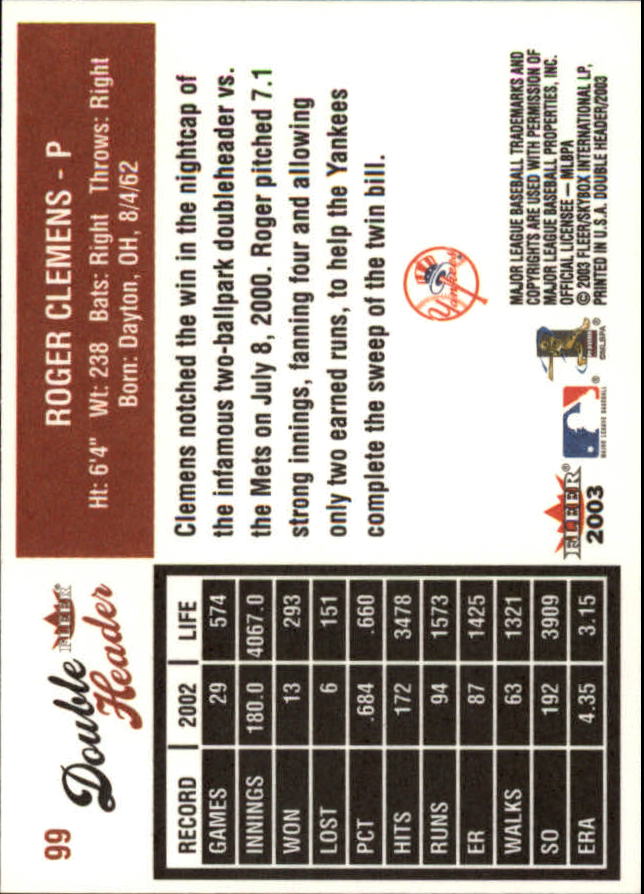 99
Double
Header
FLEER
ROGER CLEMENS - P
Ht: 6'4" Wt: 238 Bats: Right Throws: Right
Born: Dayton, OH, 8/4/62
RECORD 2002 LIFE
GAMES 29 574
INNINGS 180.0 4067.0
WON 13 293
LOST 6 151
PCT .684 .660
HITS 172 3478
RUNS 94 1573
ER 87 1425
WALKS 63 1321
SO 192 3909
ERA 4.35 3.15
Clemens notched the win in the nightcap of
the infamous two-ballpark doubleheader vs.
the Mets on July 8, 2000. Roger pitched 7.1
strong innings, fanning four and allowing
only two earned runs, to help the Yankees
complete the sweep of the twin bill.
Yankees
FLEER®
2003
®
MAJOR LEAGUE BASEBALL
®
©MLBPA
MAJOR LEAGUE BASEBALL TRADEMARKS AND
COPYRIGHTS ARE USED WITH PERMISSION OF
MAJOR LEAGUE BASEBALL PROPERTIES, INC.
OFFICIAL LICENSEE — MLBPA
© 2003 FLEER/SKYBOX INTERNATIONAL LP,
PRINTED IN U.S.A. DOUBLE HEADER/2003